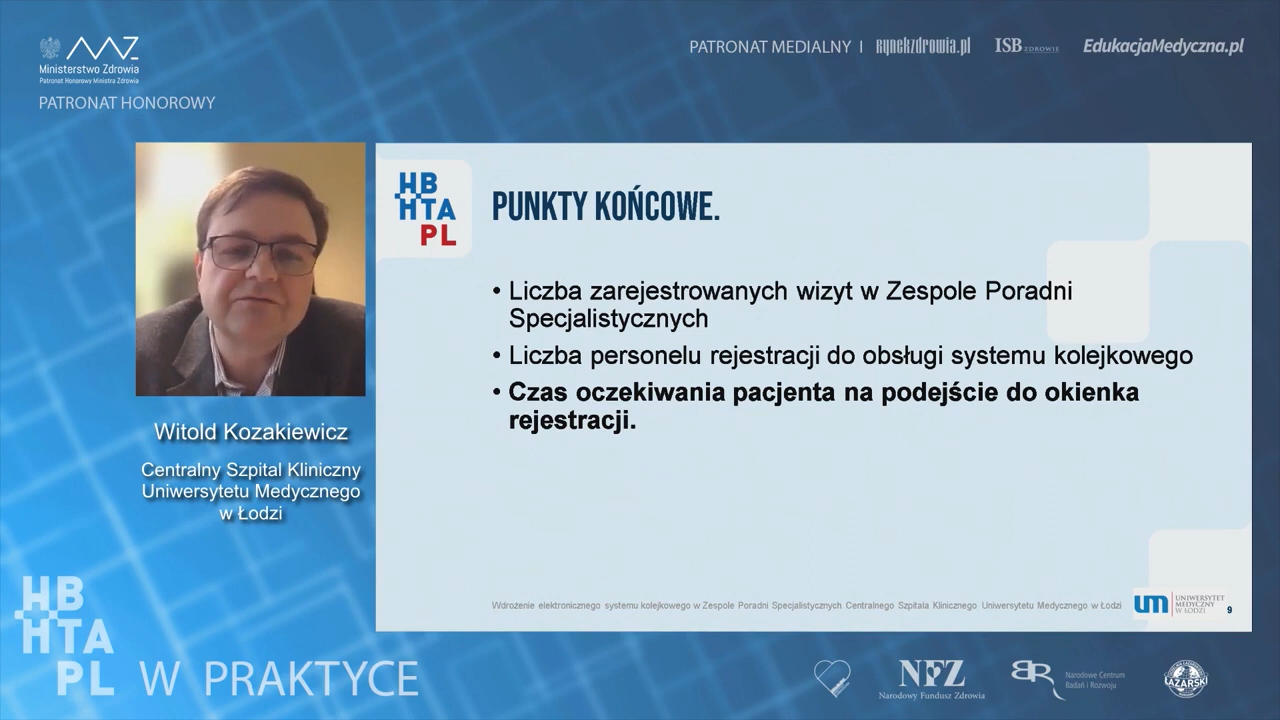 Ministerstwo Zdrowia
Patronat Honorowy Ministra Zdrowia
PATRONAT HONOROWY
PATRONAT MEDIALNY I rynekzdrowia.pl ISB ZDROWIE EdukacjaMedyczna.pl
HB
HTA
PL
PUNKTY KOŃCOWE.
• Liczba zarejestrowanych wizyt w Zespole Poradni
Specjalistycznych
• Liczba personelu rejestracji do obsługi systemu kolejkowego
• Czas oczekiwania pacjenta na podejście do okienka
rejestracji.
Witold Kozakiewicz
Centralny Szpital Kliniczny
Uniwersytetu Medycznego
w Łodzi
Wdrożenie elektronicznego systemu kolejkowego w Zespole Poradni Specjalistycznych Centralnego Szpitala Klinicznego Uniwersytetu Medycznego w Łodzi
um UNIWERSYTET
MEDYCZNY
W ŁODZI
9
HB
HTA
PL W PRAKTYCE
NFZ
Narodowy Fundusz Zdrowia
BR
Narodowe Centrum
Badań i Rozwoju
ŁAZARSKI